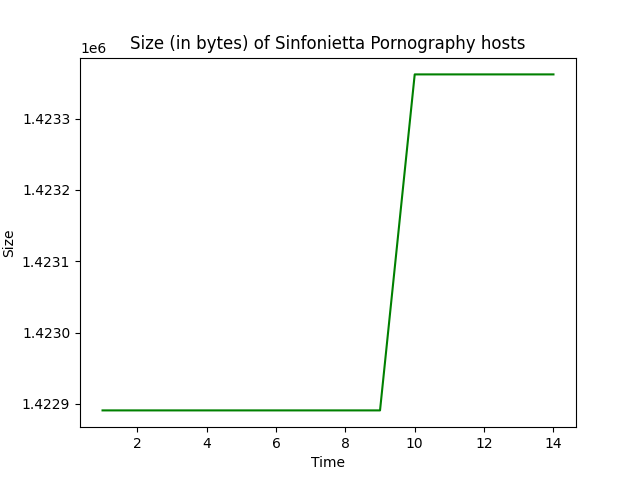 Size (in bytes) of Sinfonietta Pornography hosts
1e6
1.4233
1.4232
1.4231
1.4230
1.4229
Size
2 4 6 8 10 12 14
Time